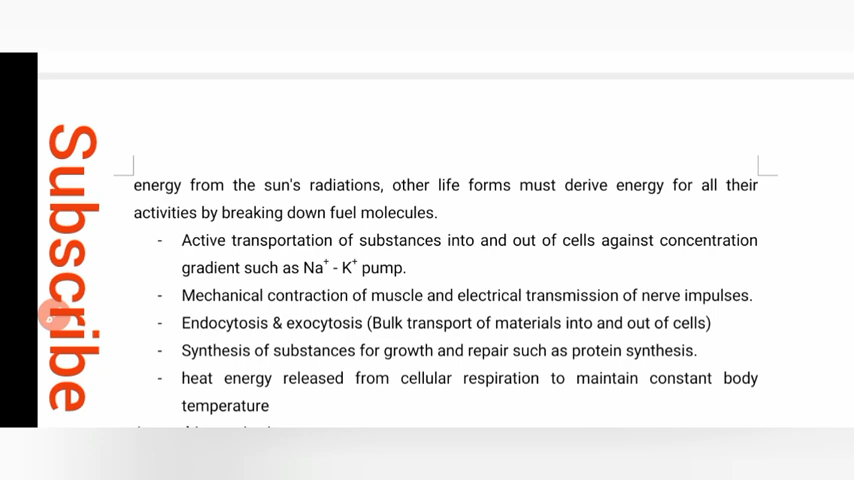 Subscribe
energy from the sun's radiations, other life forms must derive energy for all their
activities by breaking down fuel molecules.
- Active transportation of substances into and out of cells against concentration
gradient such as Na⁺ - K⁺ pump.
- Mechanical contraction of muscle and electrical transmission of nerve impulses.
- Endocytosis & exocytosis (Bulk transport of materials into and out of cells)
- Synthesis of substances for growth and repair such as protein synthesis.
- heat energy released from cellular respiration to maintain constant body
temperature